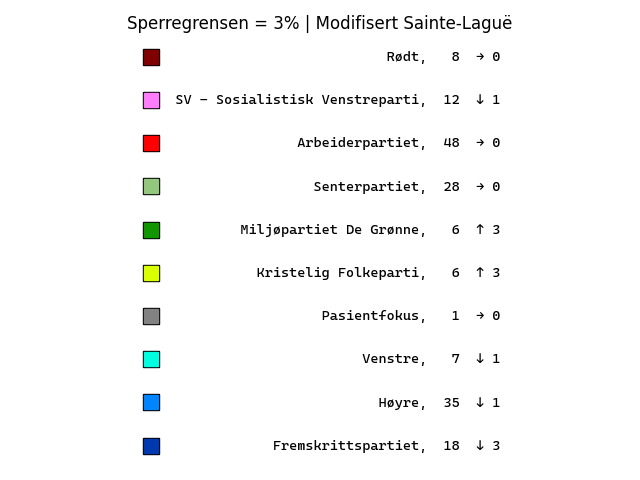 Sperregrensen = 3% | Modifisert Sainte-Laguë
Rødt, 8 → 0
SV – Sosialistisk Venstreparti, 12 ↓ 1
Arbeiderpartiet, 48 → 0
Senterpartiet, 28 → 0
Miljøpartiet De Grønne, 6 ↑ 3
Kristelig Folkeparti, 6 ↑ 3
Pasientfokus, 1 → 0
Venstre, 7 ↓ 1
Høyre, 35 ↓ 1
Fremskrittspartiet, 18 ↓ 3